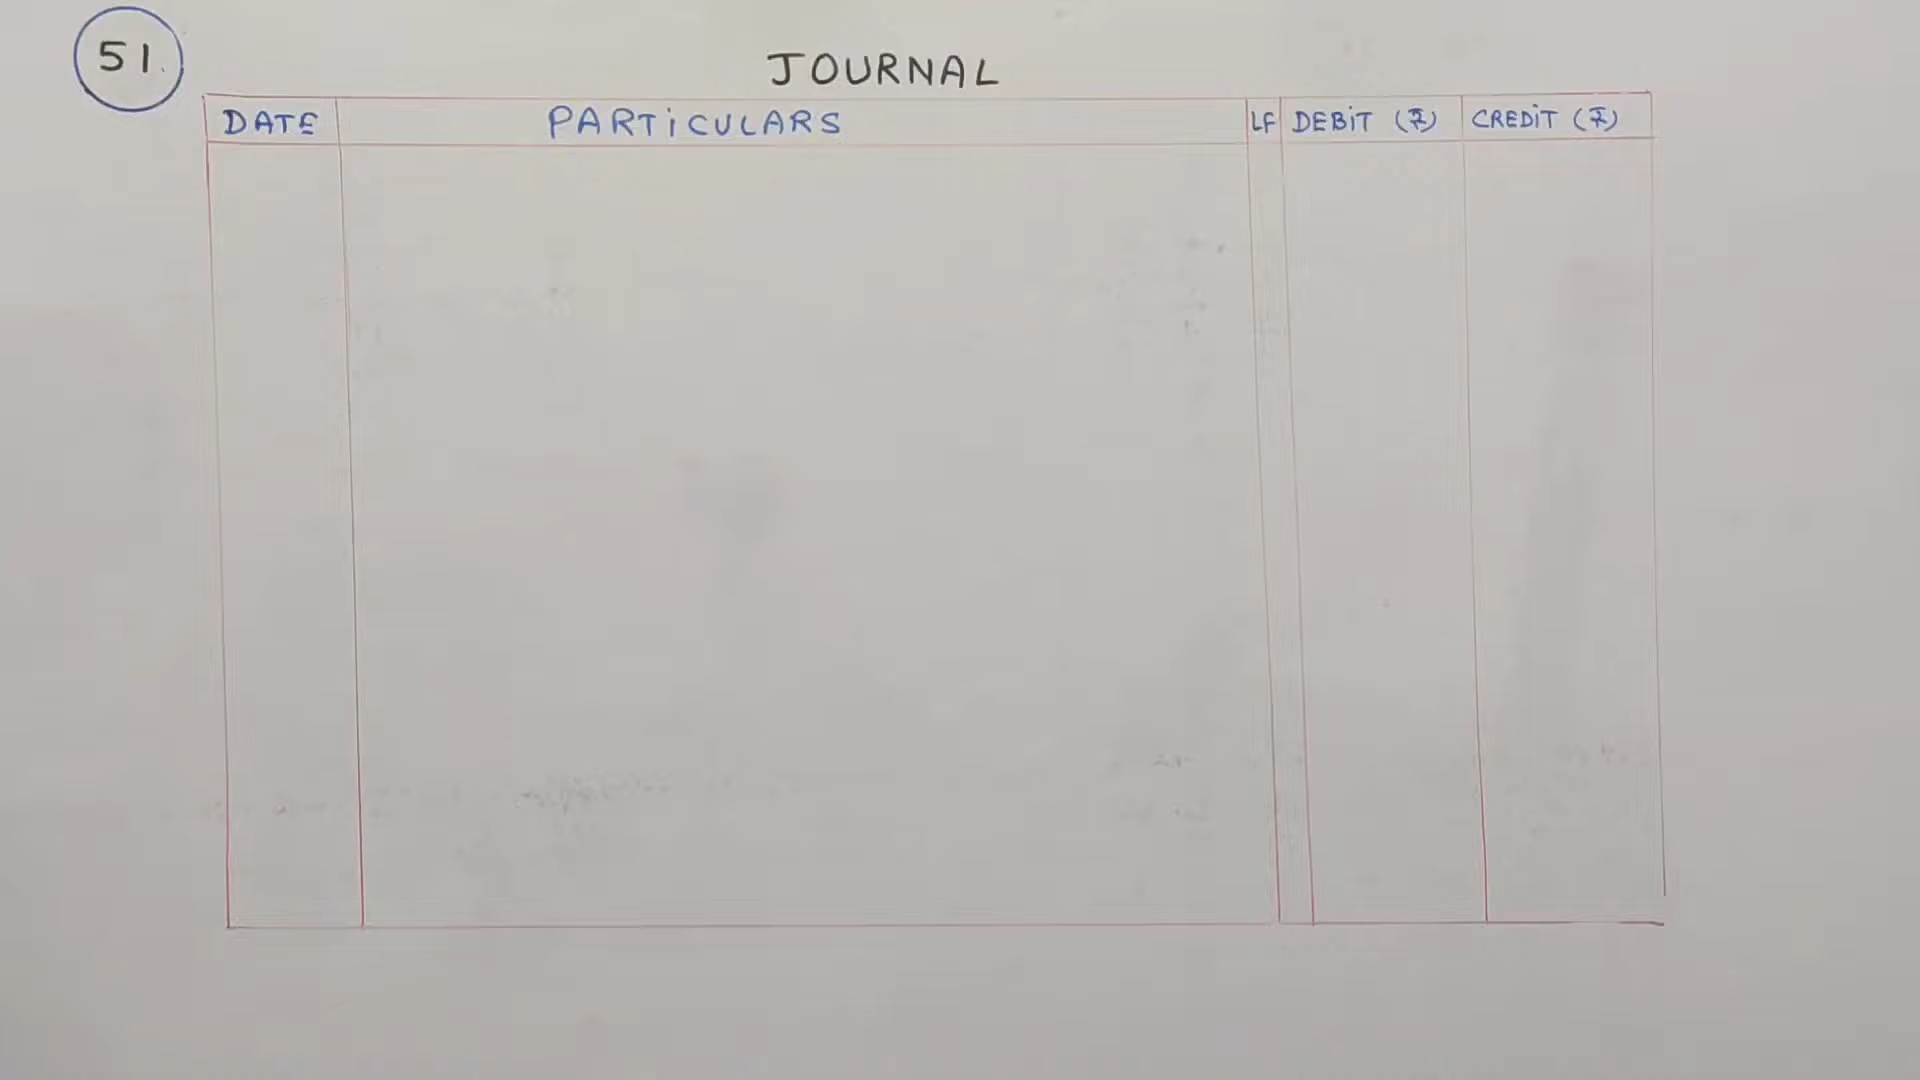 51.
JOURNAL
DATE PARTiCULARS LF DEBiT (₹) CREDiT (₹)